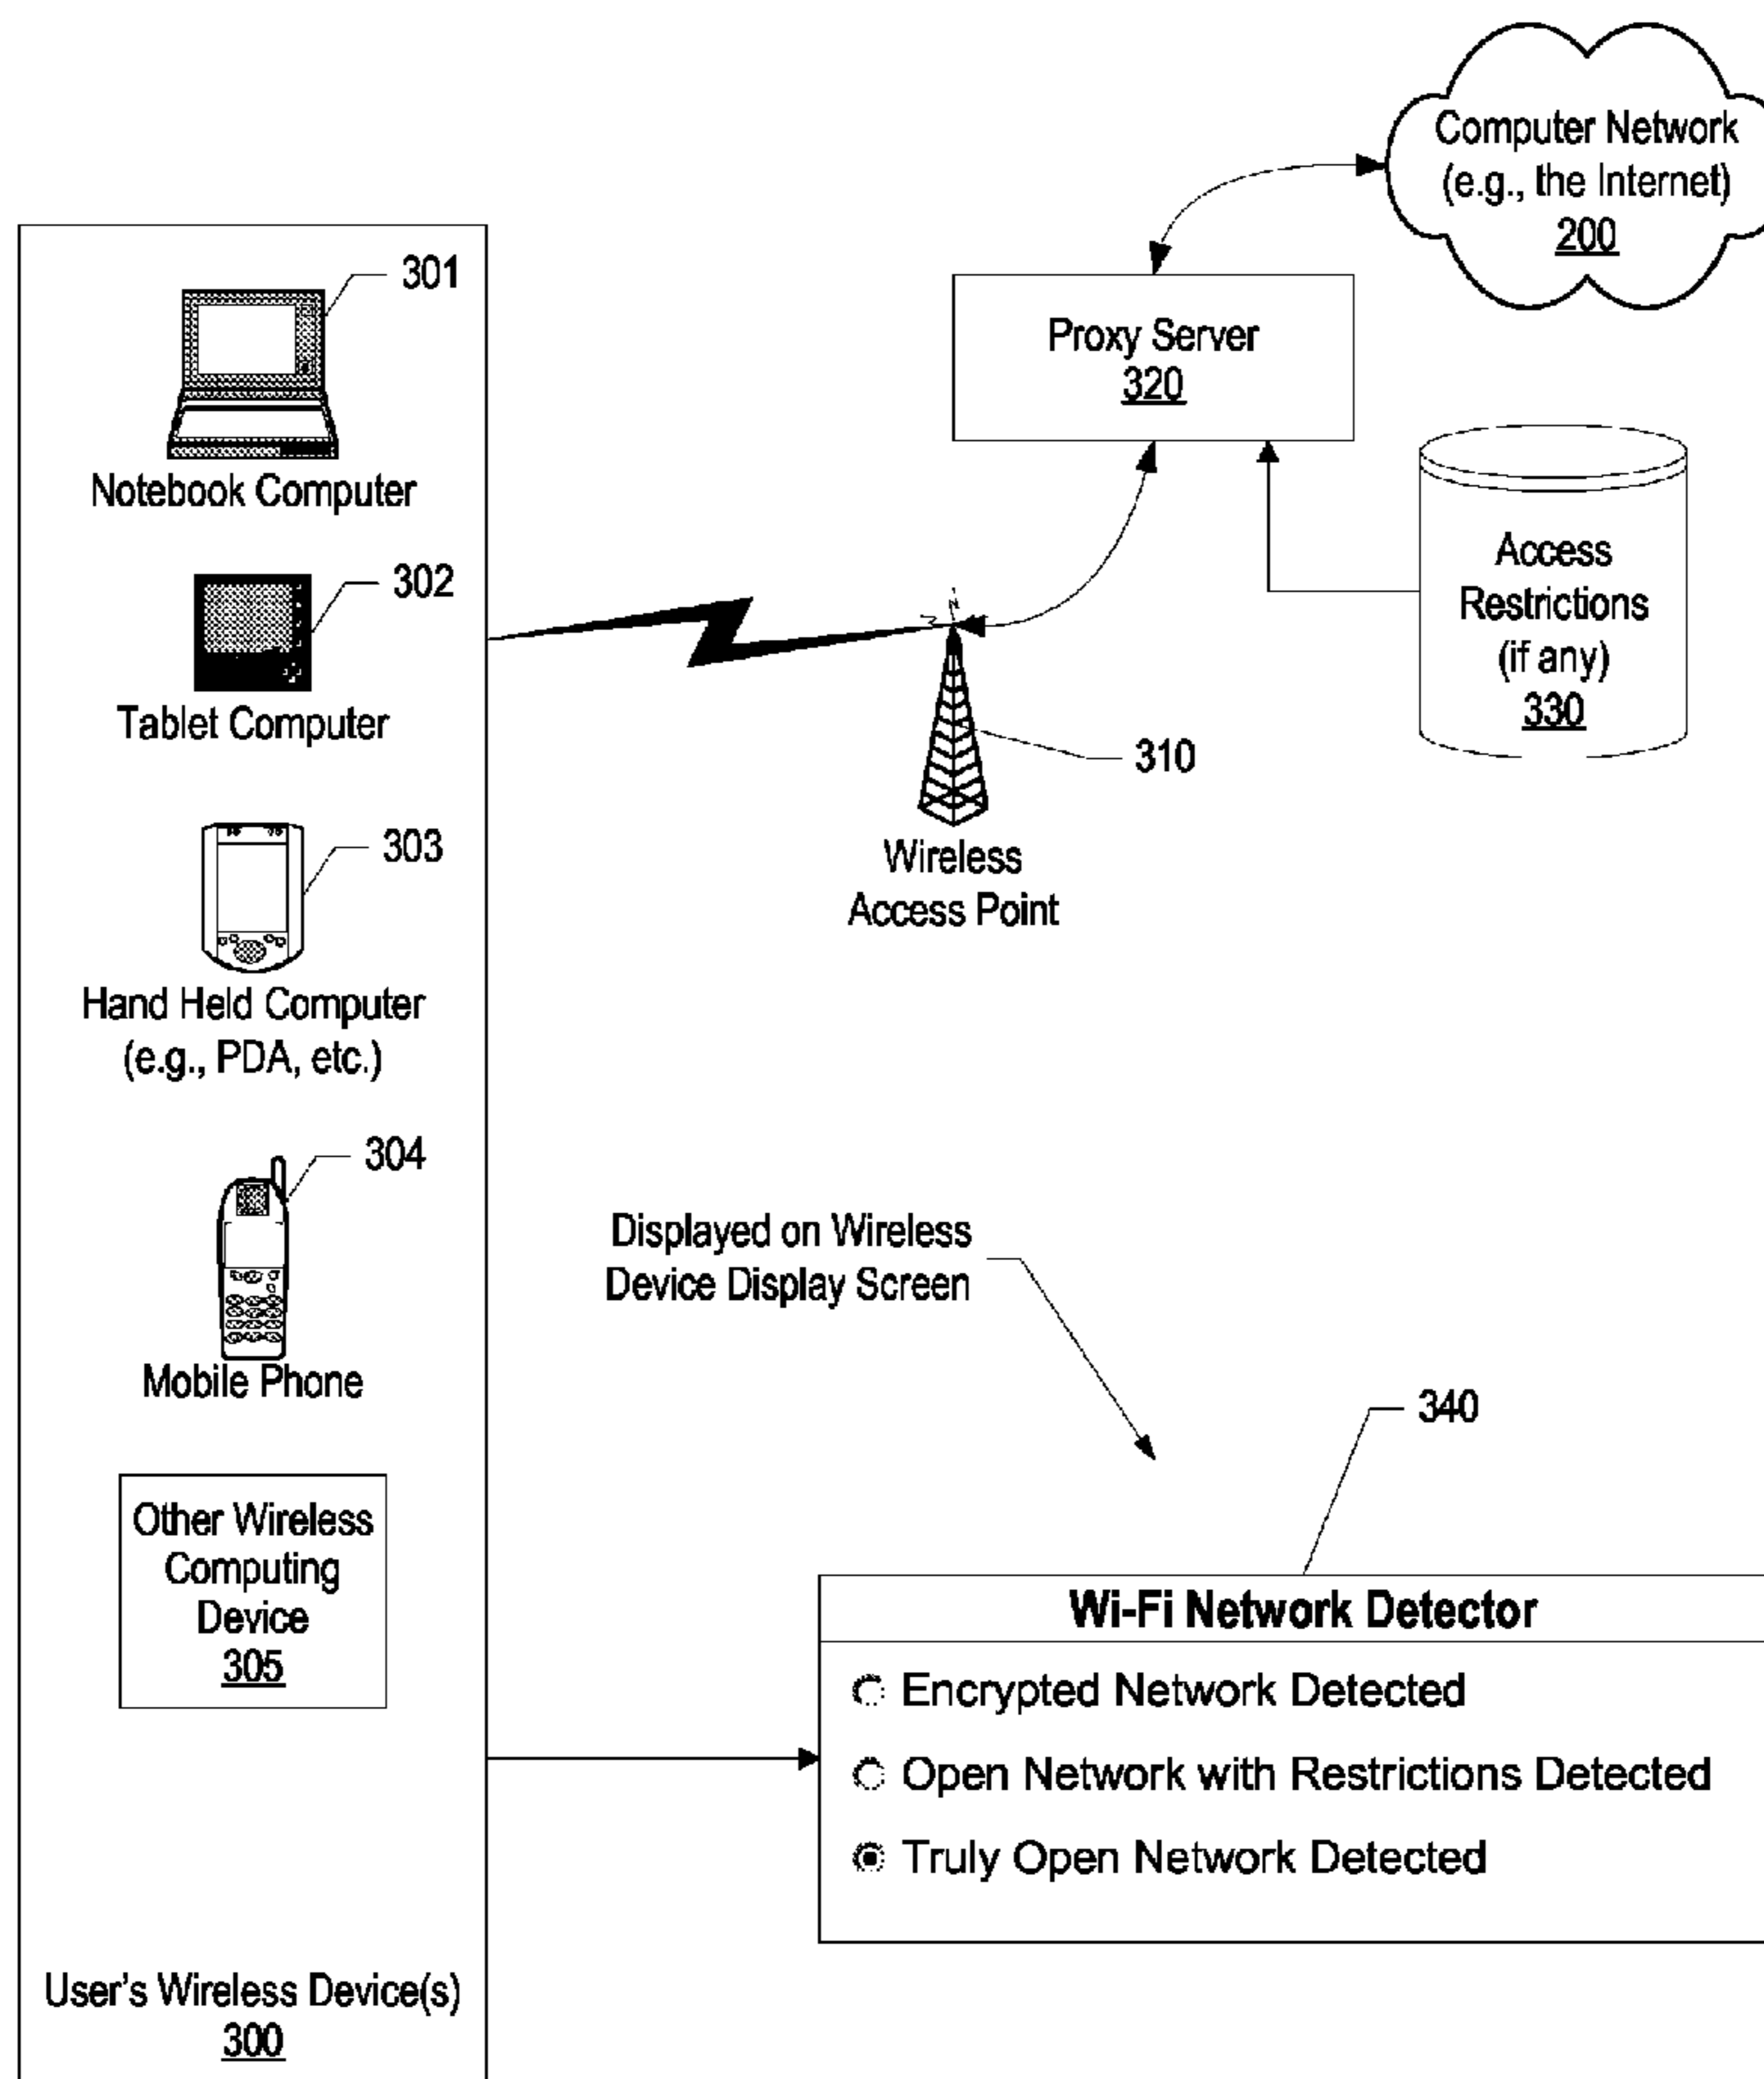 Computer Network
(e.g., the Internet)
200
301
Proxy Server
320
Notebook Computer
Access
Restrictions
(if any)
330
302
Tablet Computer
310
Wireless
Access Point
303
Hand Held Computer
(e.g., PDA, etc.)
304
Mobile Phone
Displayed on Wireless
Device Display Screen
340
Other Wireless
Computing
Device
305
Wi-Fi Network Detector
Encrypted Network Detected
Open Network with Restrictions Detected
Truly Open Network Detected
User's Wireless Device(s)
300